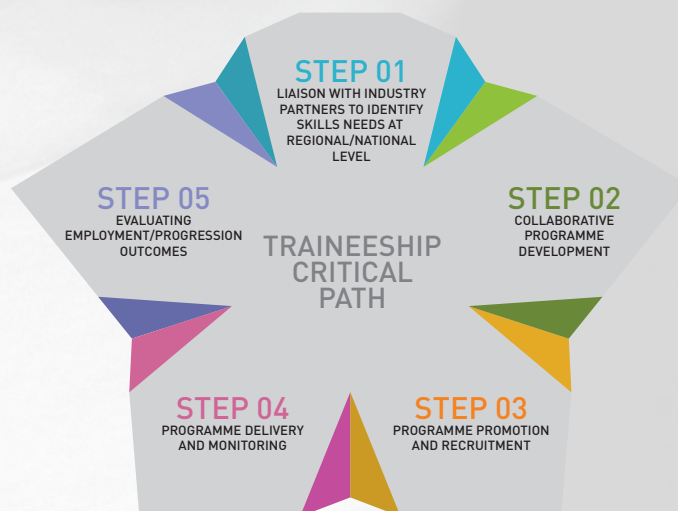 STEP 01
LIAISON WITH INDUSTRY
PARTNERS TO IDENTIFY
SKILLS NEEDS AT
REGIONAL/NATIONAL
LEVEL
STEP 02
COLLABORATIVE
PROGRAMME
DEVELOPMENT
STEP 03
PROGRAMME PROMOTION
AND RECRUITMENT
STEP 04
PROGRAMME DELIVERY
AND MONITORING
STEP 05
EVALUATING
EMPLOYMENT/PROGRESSION
OUTCOMES
TRAINEESHIP
CRITICAL
PATH